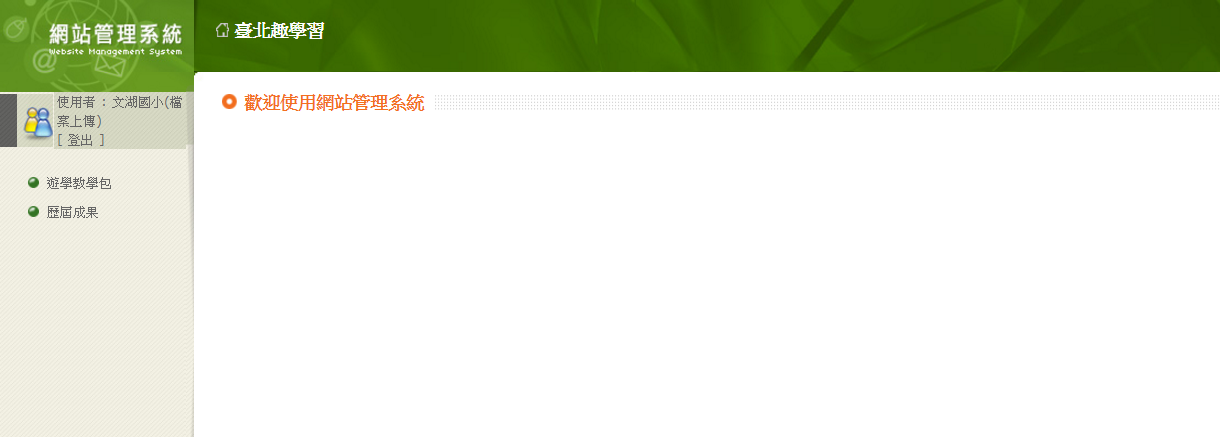 網站管理系統
Website Management System
臺北趣學習
使用者 : 文湖國小(檔
案上傳)
[ 登出 ]
歡迎使用網站管理系統
遊學教學包
歷屆成果